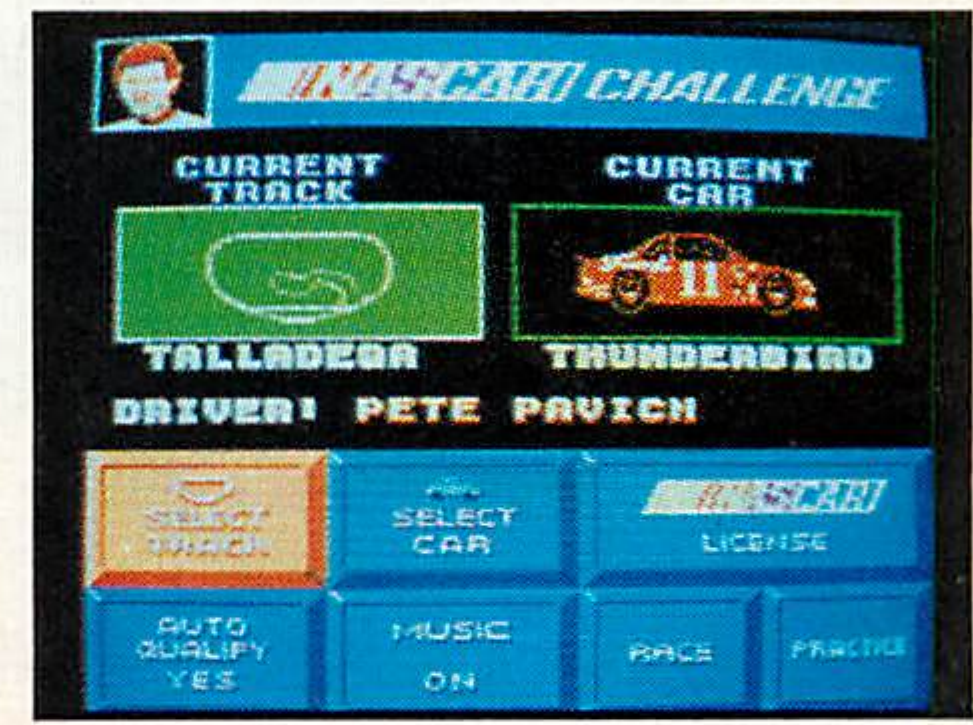 NASCAR CHALLENGE
CURRENT
TRACK
CURRENT
CAR
11
TALLADEGA
THUNDERBIRD
DRIVER: PETE PAVICH
SELECT
TRACK
SELECT
CAR
NASCAR
LICENSE
AUTO
QUALIFY
YES
MUSIC
ON
RACE
PRACTICE